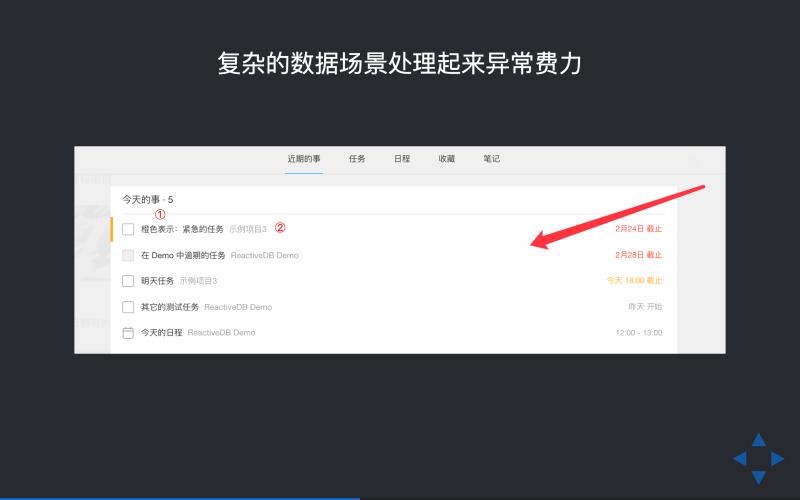 复杂的数据场景处理起来异常费力
近期的事 任务 日程 收藏 笔记
今天的事 · 5
①
橙色表示：紧急的任务 示例项目3 ② 2月24日 截止
在 Demo 中逾期的任务 ReactiveDB Demo 2月28日 截止
明天任务 示例项目3 今天 18:00 截止
其它的测试任务 ReactiveDB Demo 昨天 开始
今天的日程 ReactiveDB Demo 12:00 - 13:00